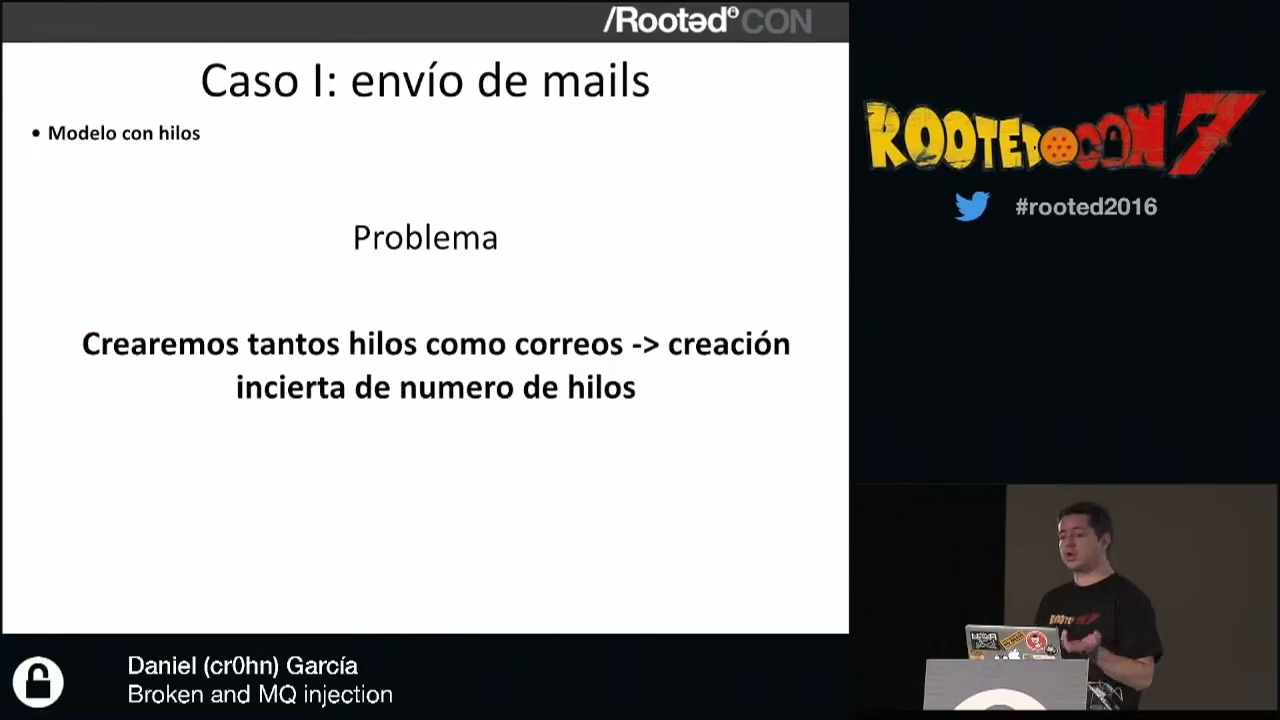 /RootedCON
Caso I: envío de mails
• Modelo con hilos
Problema
Crearemos tantos hilos como correos -> creación
incierta de numero de hilos
ROOTED CON 7
#rooted2016
Daniel (cr0hn) García
Broken and MQ injection